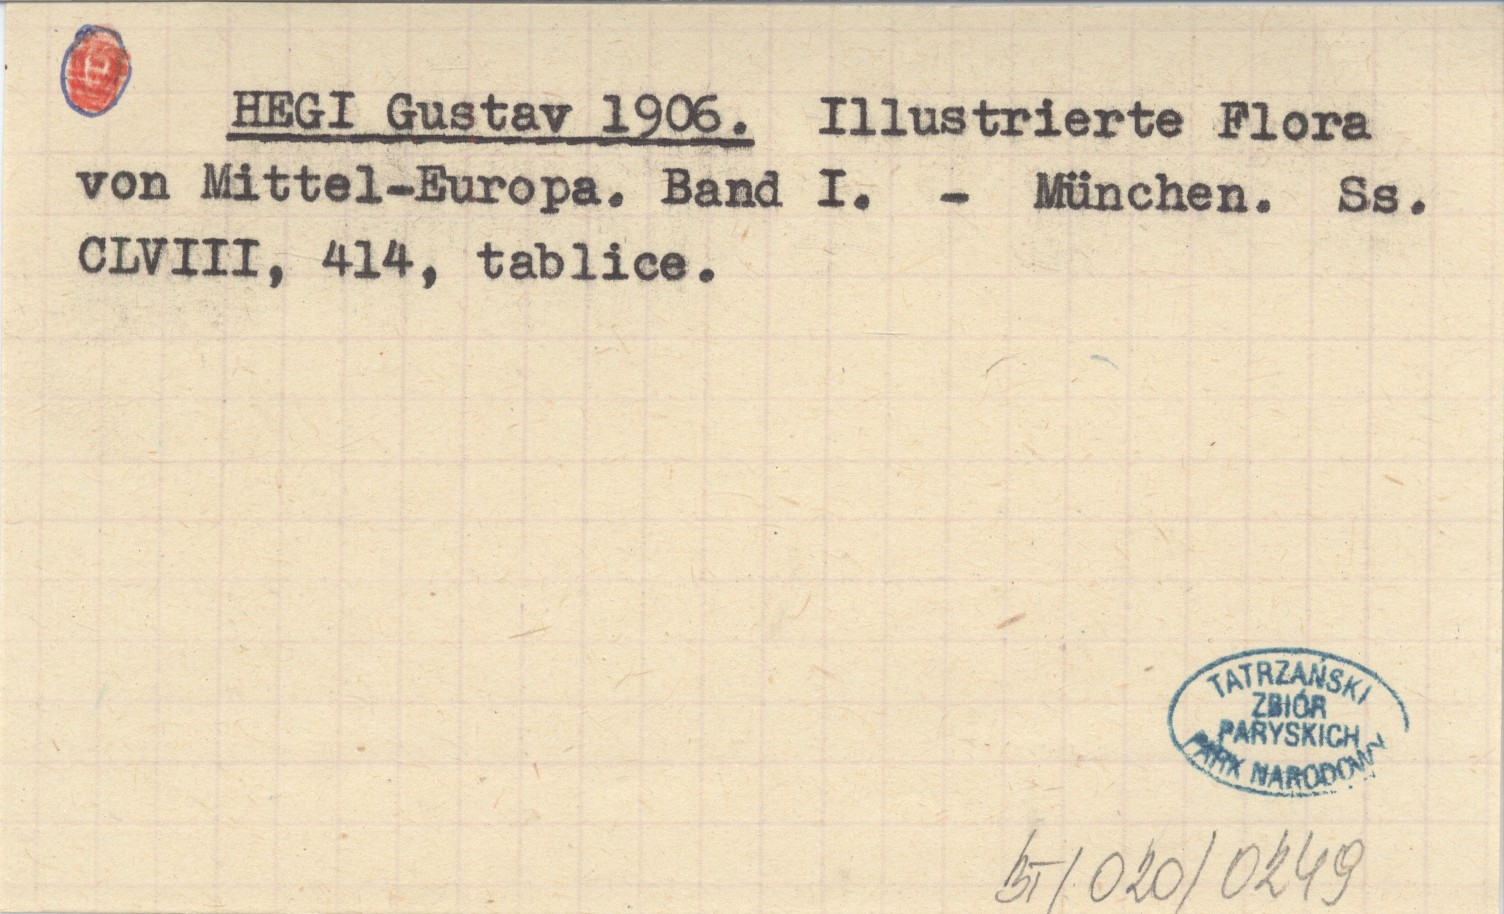 HEGI Gustav 1906. Illustrierte Flora
von Mittel-Europa. Band I. - München. Ss.
CLVIII, 414, tablice.
TATRZAŃSKI
ZBIÓR
PARYSKICH
PARK NARODOWY
/020/0249